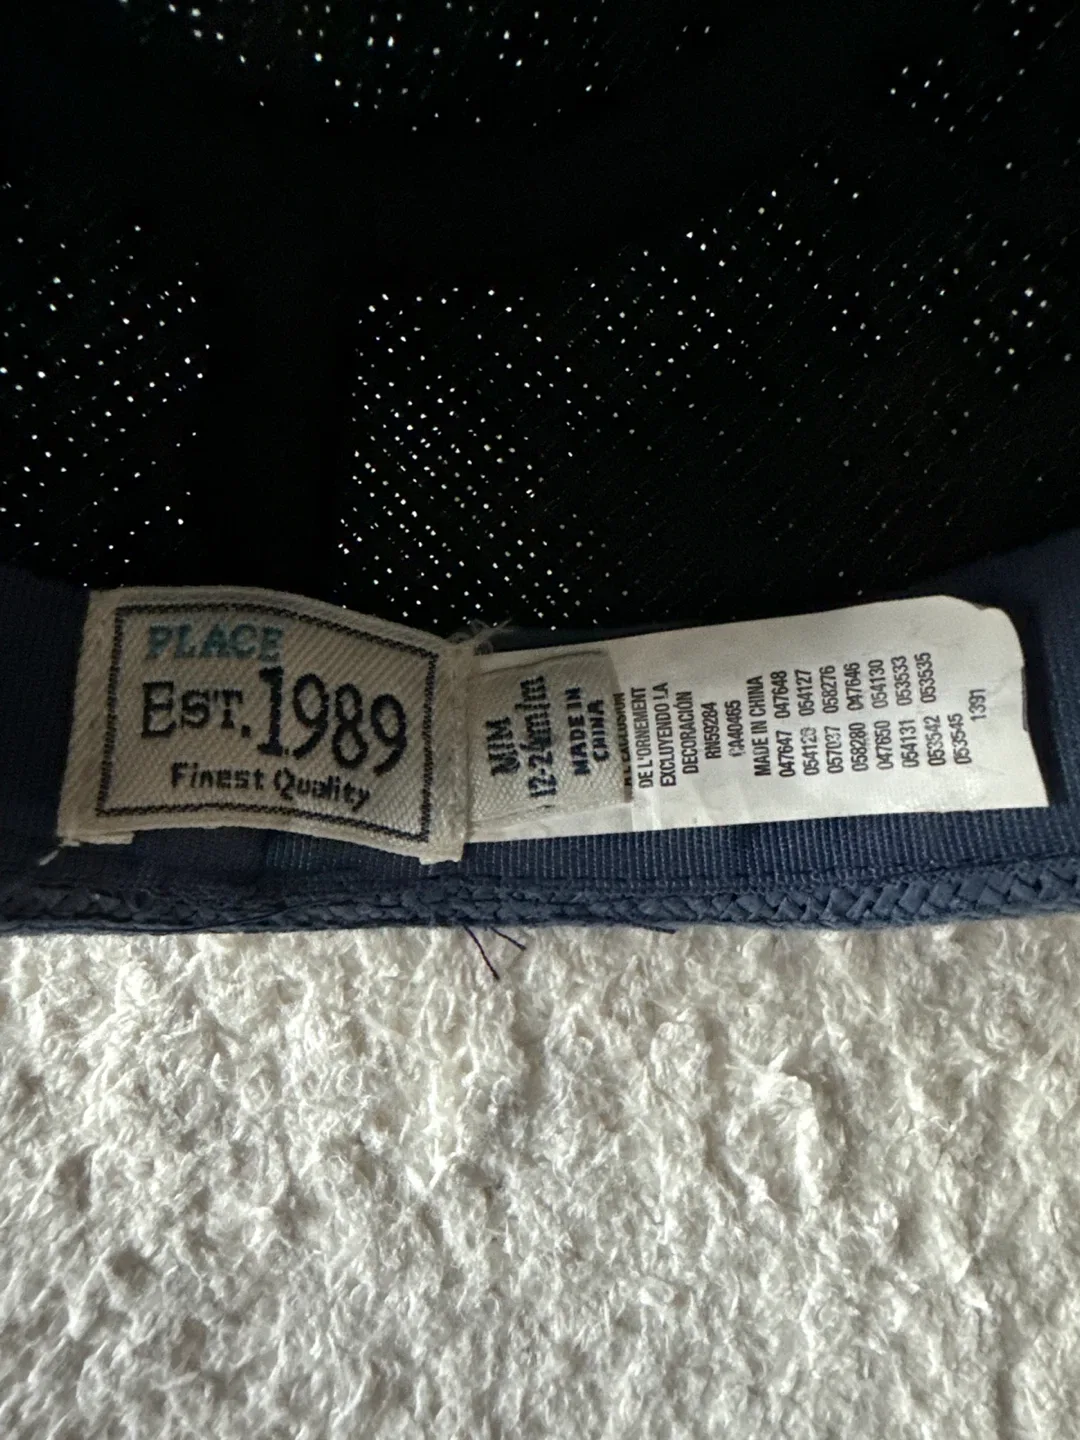 PLACE
EST. 1989
Finest Quality
M/M
12-24m/m
MADE IN
CHINA
DE L'ORNEMENT
EXCLUYENDO LA
DECORACIÓN
RN59284
CA40465
MADE IN CHINA
047647 047648
054129 054127
057037 058276
058280 047646
047650 054130
054131 053533
053542 053535
053545
1391